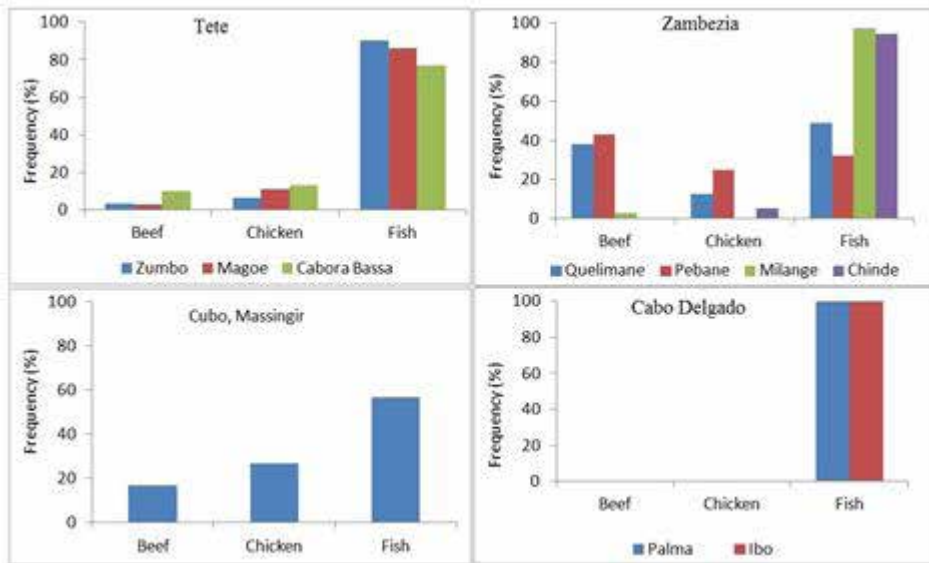 Tete
Frequency (%)
100
80
60
40
20
0
Beef Chicken Fish
Zumbo Magoe Cabora Bassa
Zambezia
Frequency (%)
100
80
60
40
20
0
Beef Chicken Fish
Quelimane Pebane Milange Chinde
Cubo, Massingir
Frequency (%)
100
80
60
40
20
0
Beef Chicken Fish
Cabo Delgado
Frequency (%)
100
80
60
40
20
0
Beef Chicken Fish
Palma Ibo